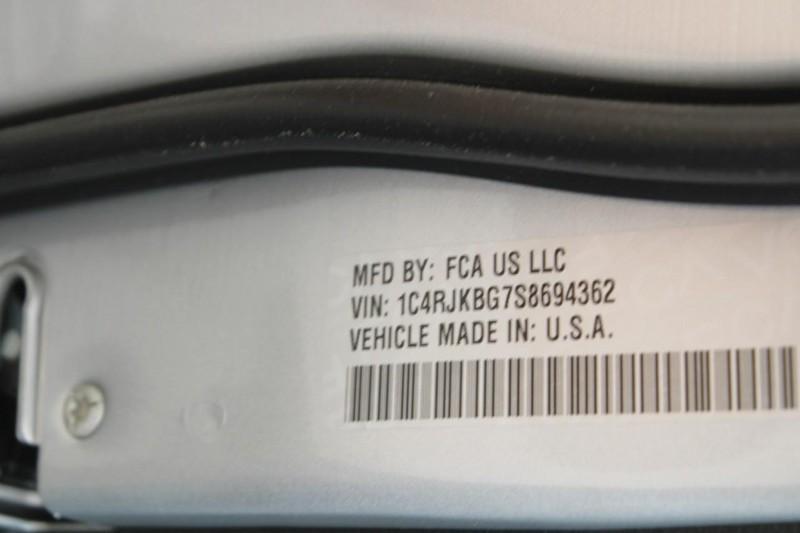 MFD BY: FCA US LLC
VIN: 1C4RJKBG7S8694362
VEHICLE MADE IN: U.S.A.